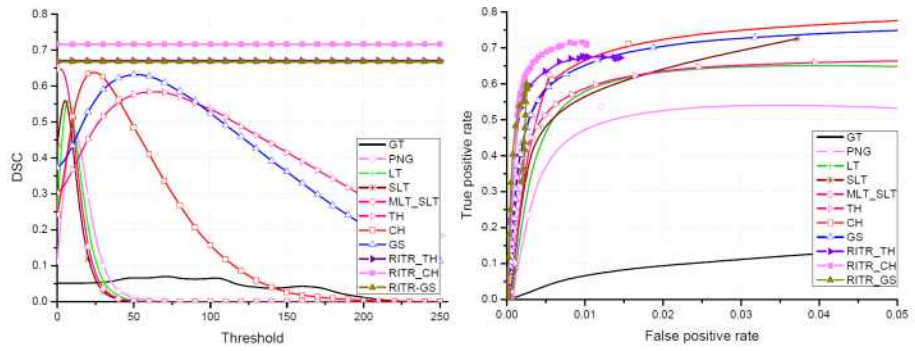 0.8
0.7
0.6
0.5
0.4
0.3
0.2
0.1
0.0
DSC
0
50
100
150
200
250
Threshold
GT
PNG
LT
SLT
MLT_SLT
TH
CH
GS
RITR_TH
RITR_CH
RITR-GS
0.8
0.7
0.6
0.5
0.4
0.3
0.2
0.1
0.0
True positive rate
0.00
0.01
0.02
0.03
0.04
0.05
False positive rate
GT
PNG
LT
SLT
MLT_SLT
TH
CH
GS
RITR_TH
RITR_CH
RITR_GS